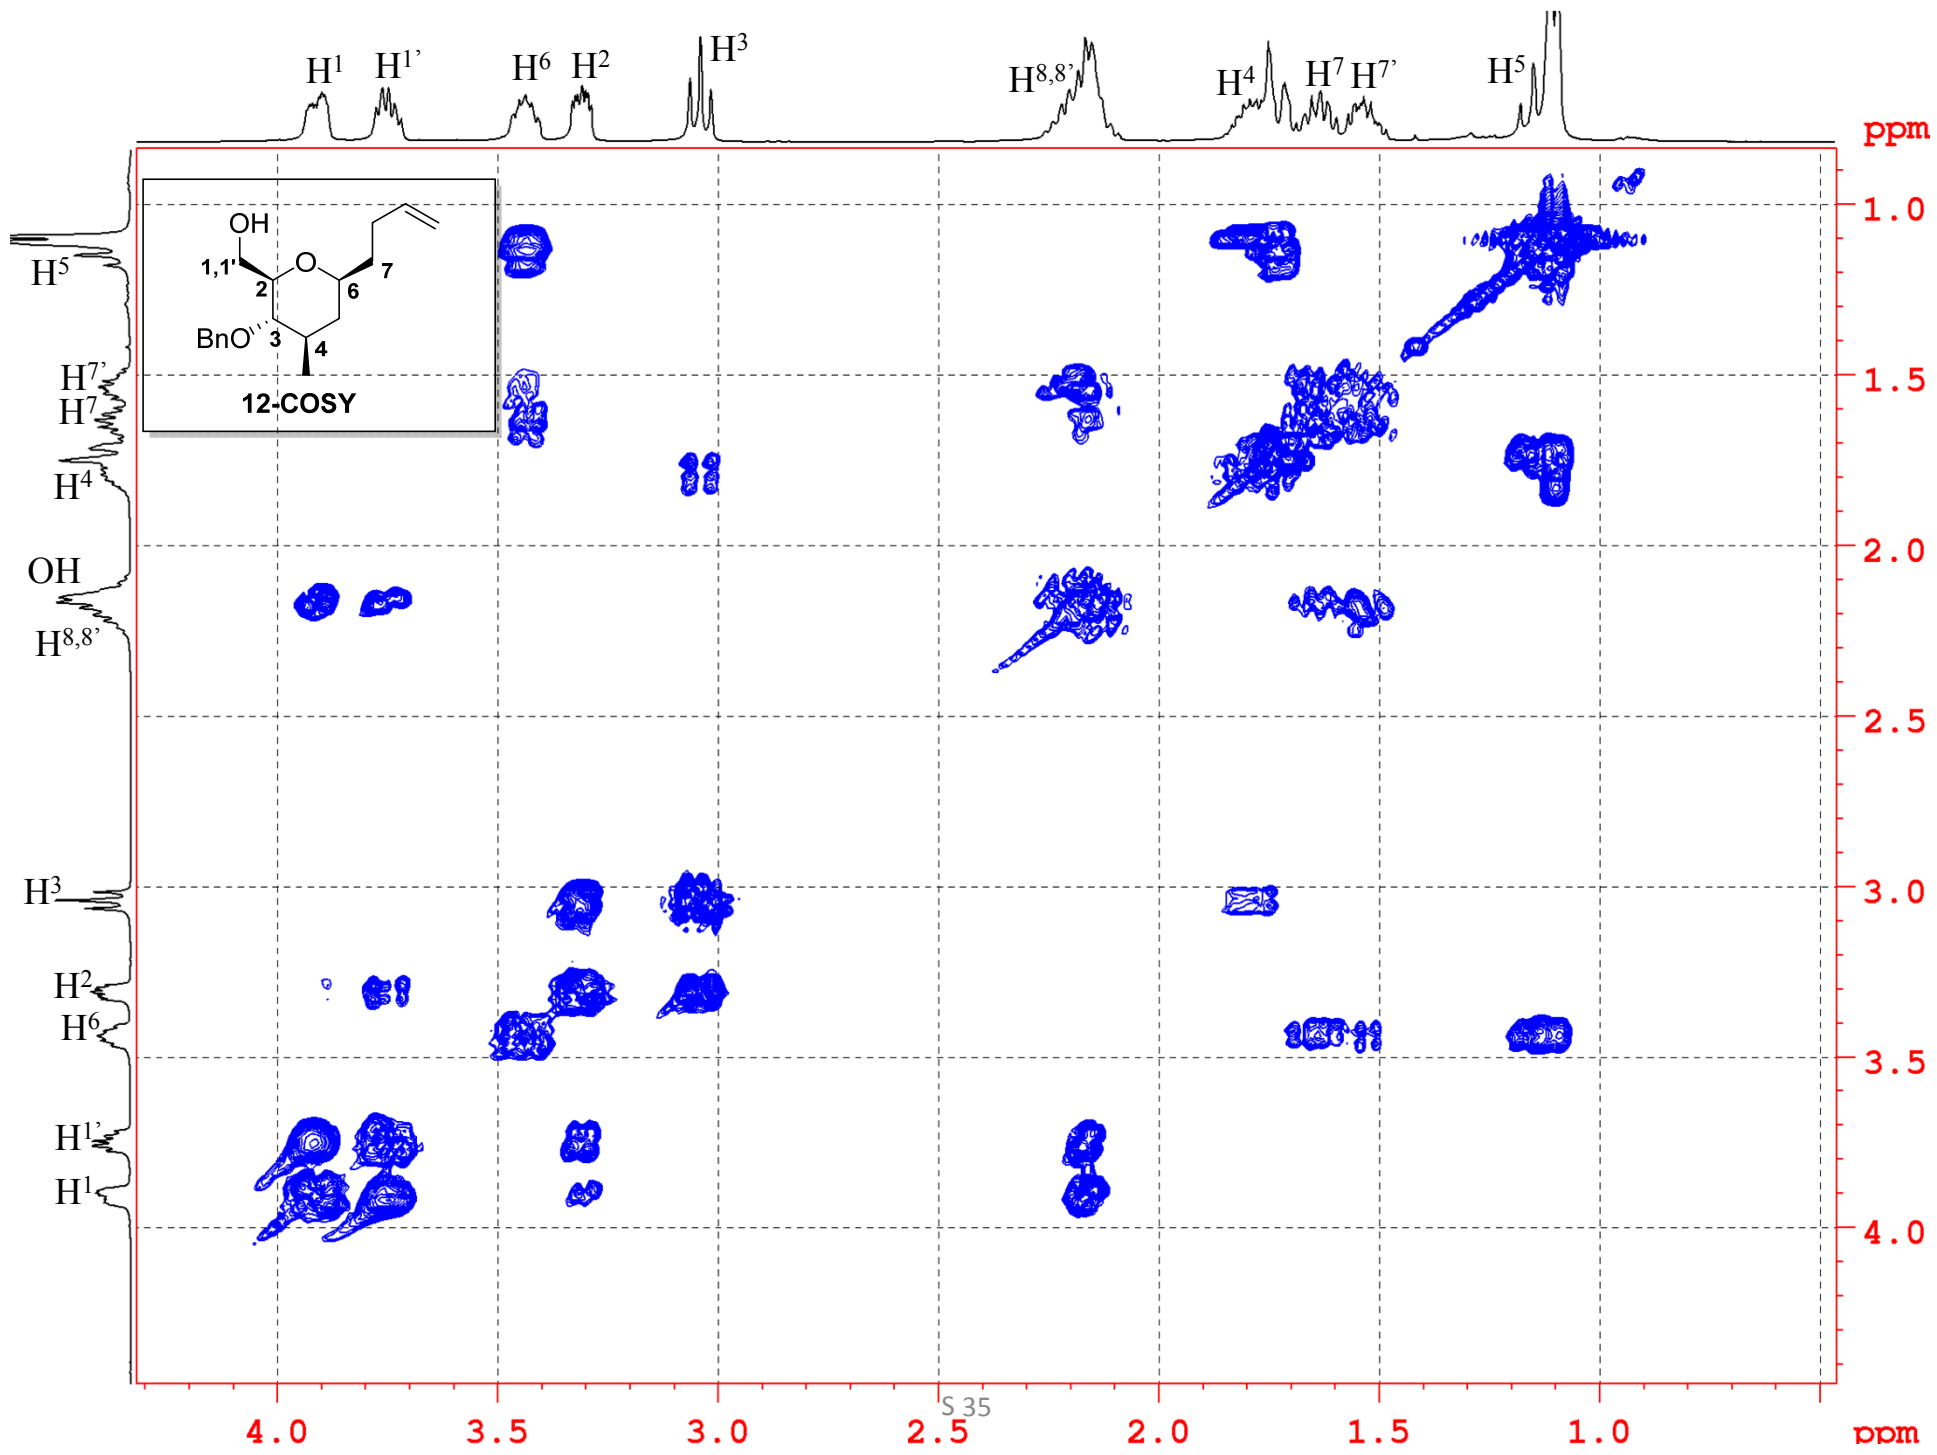 H1 H1’ H6 H2 H3 H8,8’ H4 H7 H7’ H5
ppm
OH
1,1'
O
2
6
7
BnO
3
4
12-COSY
H5
H7’
H7
H4
OH
H8,8’
H3
H2
H6
H1’
H1
1.0
1.5
2.0
2.5
3.0
3.5
4.0
S 35
4.0 3.5 3.0 2.5 2.0 1.5 1.0 ppm